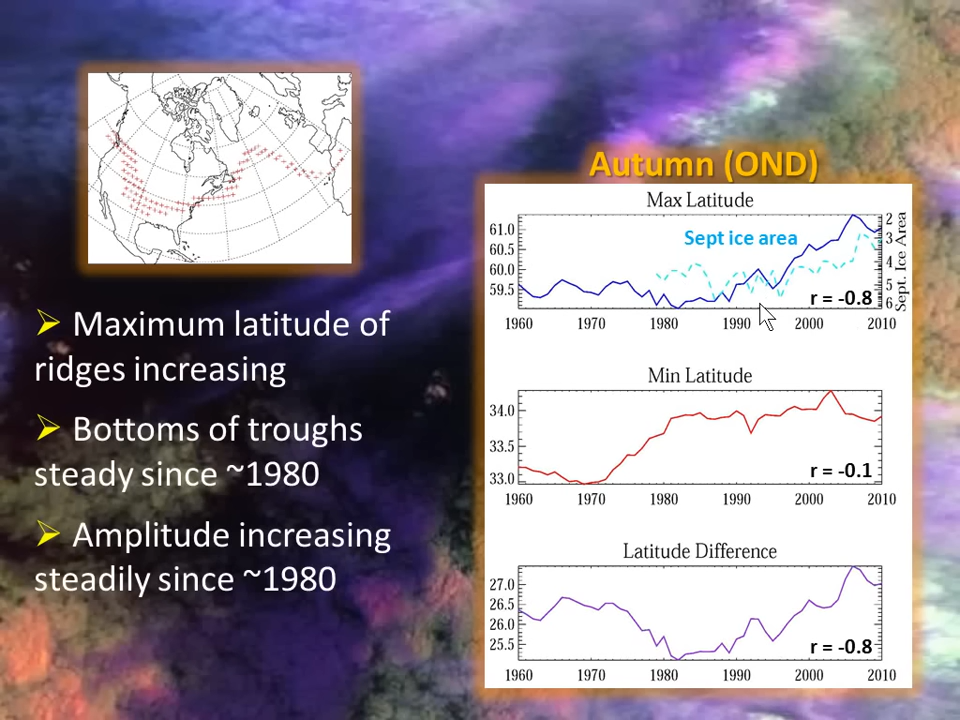 ➢ Maximum latitude of
ridges increasing
➢ Bottoms of troughs
steady since ~1980
➢ Amplitude increasing
steadily since ~1980
Autumn (OND)
Max Latitude
61.0
60.5
60.0
59.5
Sept ice area
r = -0.8
2
3
4
5
6
Sept. Ice Area
1960 1970 1980 1990 2000 2010
Min Latitude
34.0
33.5
33.0
r = -0.1
1960 1970 1980 1990 2000 2010
Latitude Difference
27.0
26.5
26.0
25.5
r = -0.8
1960 1970 1980 1990 2000 2010